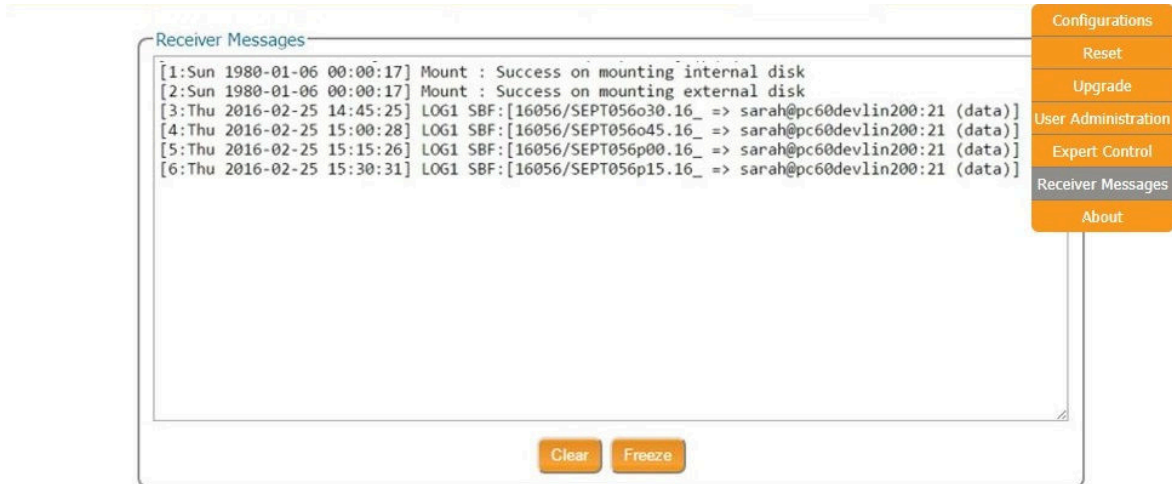 Receiver Messages
[1:Sun 1980-01-06 00:00:17] Mount : Success on mounting internal disk
[2:Sun 1980-01-06 00:00:17] Mount : Success on mounting external disk
[3:Thu 2016-02-25 14:45:25] LOG1 SBF:[16056/SEPT056o30.16_ => sarah@pc60devlin200:21 (data)]
[4:Thu 2016-02-25 15:00:28] LOG1 SBF:[16056/SEPT056o45.16_ => sarah@pc60devlin200:21 (data)]
[5:Thu 2016-02-25 15:15:26] LOG1 SBF:[16056/SEPT056p00.16_ => sarah@pc60devlin200:21 (data)]
[6:Thu 2016-02-25 15:30:31] LOG1 SBF:[16056/SEPT056p15.16_ => sarah@pc60devlin200:21 (data)]
Clear
Freeze
Configurations
Reset
Upgrade
User Administration
Expert Control
Receiver Messages
About